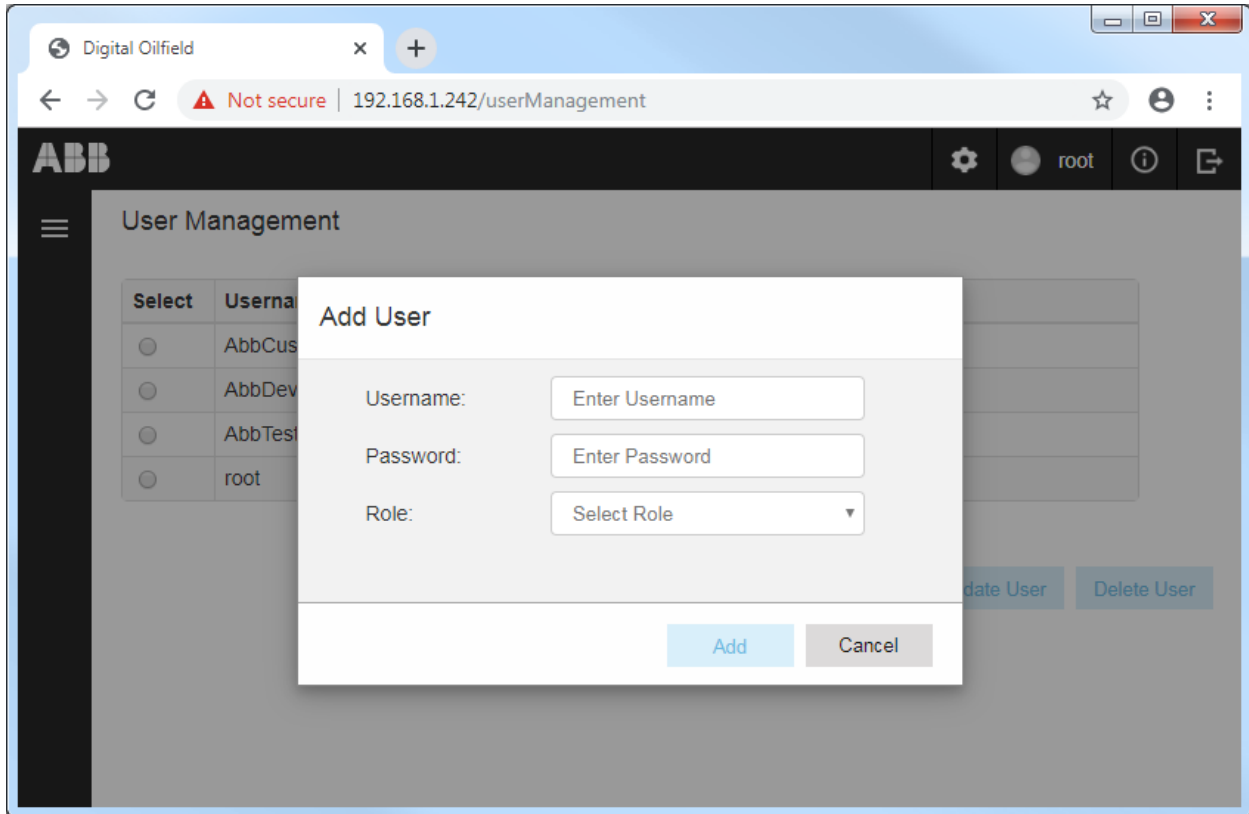 Digital Oilfield
Not secure | 192.168.1.242/userManagement
ABB root
User Management
Select Userna
AbbCus
AbbDev
AbbTest
root
Add User
Username: Enter Username
Password: Enter Password
Role: Select Role
date User Delete User
Add Cancel